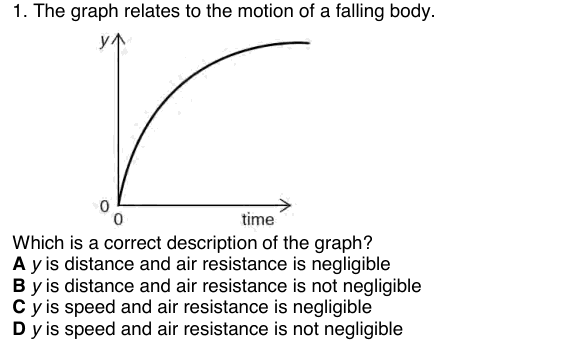 1. The graph relates to the motion of a falling body.
y
0
0
time
Which is a correct description of the graph?
A y is distance and air resistance is negligible
B y is distance and air resistance is not negligible
C y is speed and air resistance is negligible
D y is speed and air resistance is not negligible